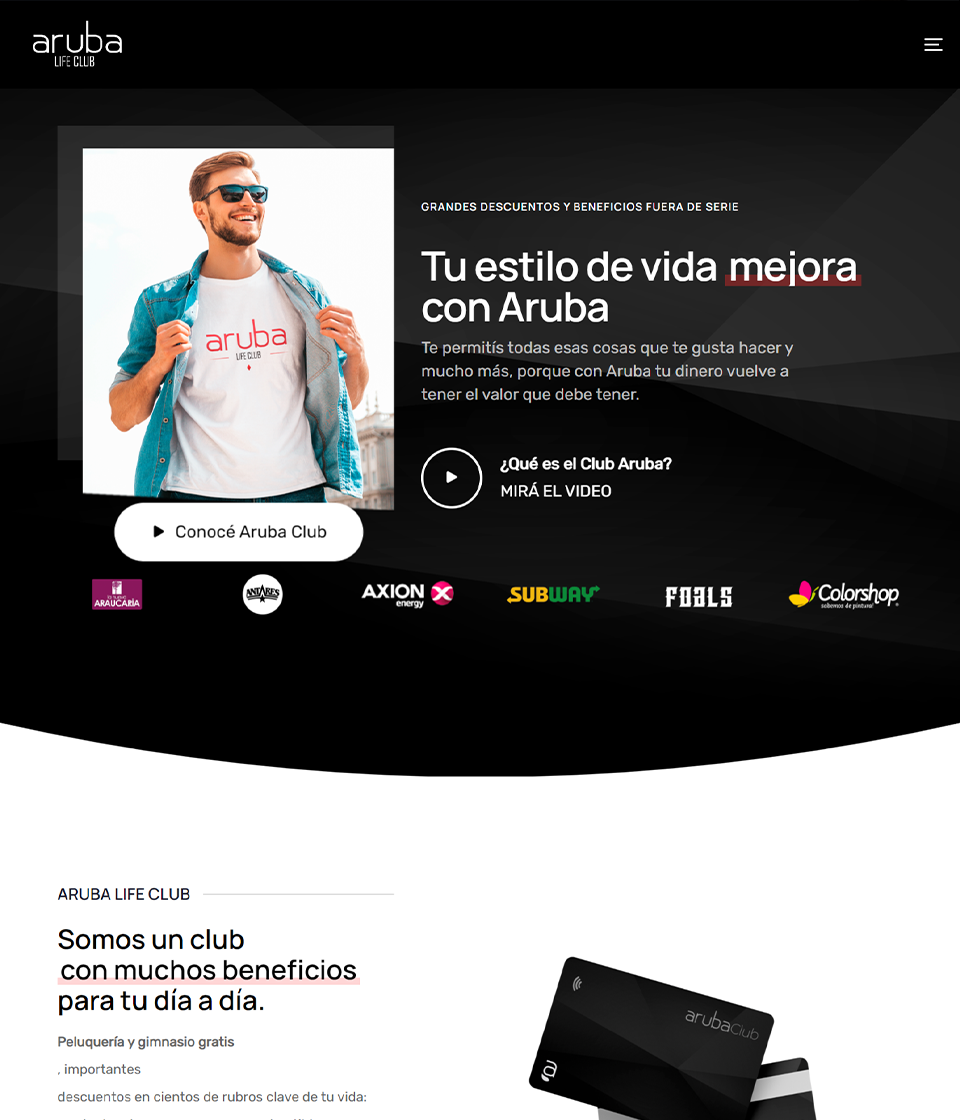 aruba
LIFE CLUB
GRANDES DESCUENTOS Y BENEFICIOS FUERA DE SERIE
Tu estilo de vida mejora
con Aruba
Te permitís todas esas cosas que te gusta hacer y
mucho más, porque con Aruba tu dinero vuelve a
tener el valor que debe tener.
aruba
LIFE CLUB
¿Qué es el Club Aruba?
MIRÁ EL VIDEO
Conocé Aruba Club
ARAUCARÍA
ANTARES
AXION
energy
SUBWAY
FOALS
Colorshop
sabemos de pintura!
ARUBA LIFE CLUB
Somos un club
con muchos beneficios
para tu día a día.
Peluquería y gimnasio gratis
, importantes
descuentos en cientos de rubros clave de tu vida:
arubaClub